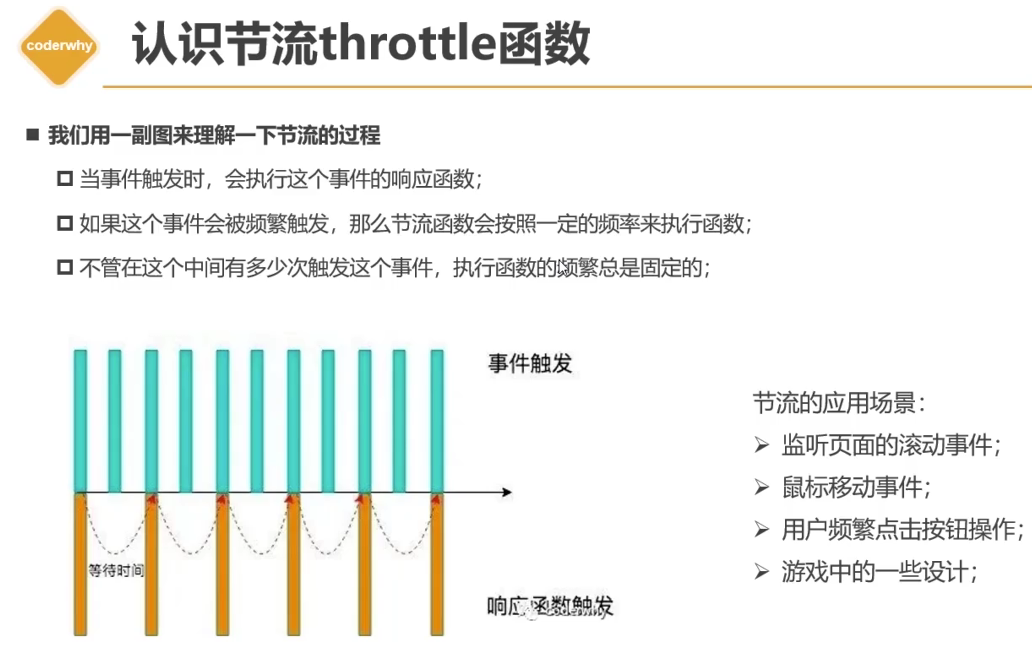 coderwhy
认识节流throttle函数
我们用一副图来理解一下节流的过程
当事件触发时，会执行这个事件的响应函数；
如果这个事件会被频繁触发，那么节流函数会按照一定的频率来执行函数；
不管在这个中间有多少次触发这个事件，执行函数的频繁总是固定的；
事件触发
等待时间
响应函数触发
coderwhy
节流的应用场景：
监听页面的滚动事件；
鼠标移动事件；
用户频繁点击按钮操作；
游戏中的一些设计；